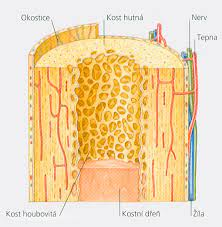 Okostice
Kost hutná
Nerv
Tepna
Kost houbovitá
Kostní dřeň
Žíla